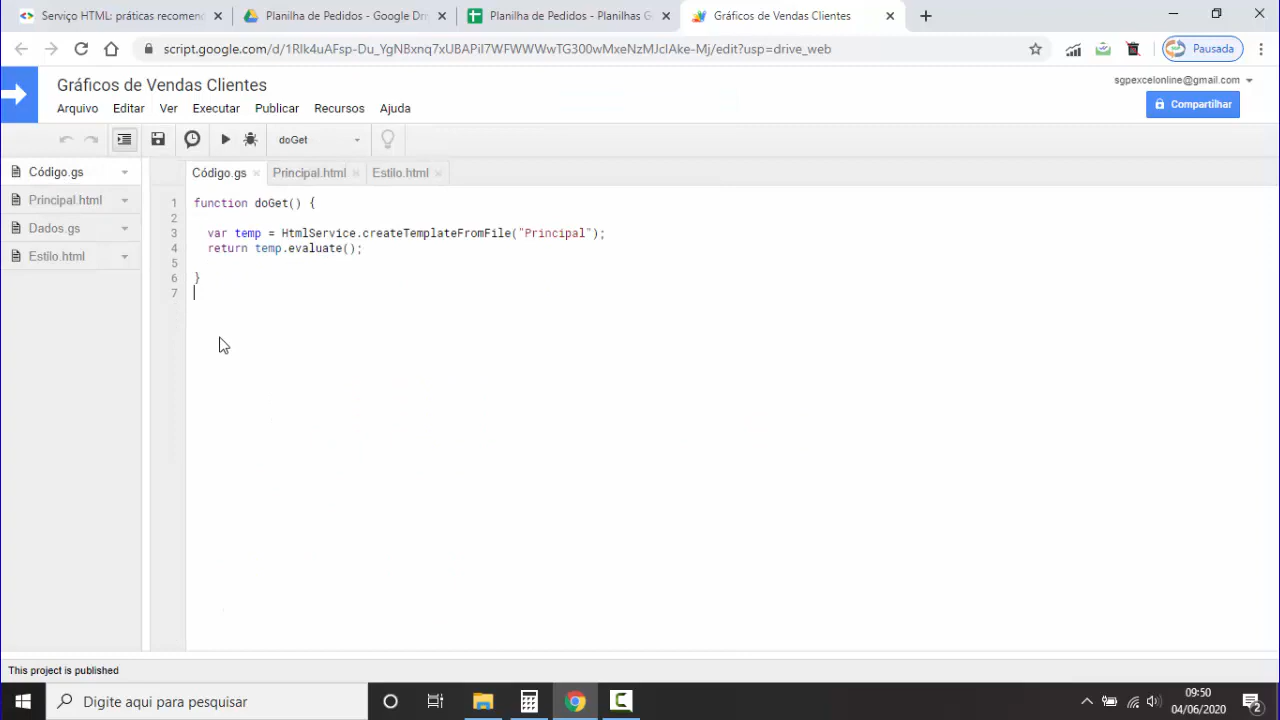 Serviço HTML: práticas recomen
Planilha de Pedidos - Google Dri
Planilha de Pedidos - Planilhas G
Gráficos de Vendas Clientes
script.google.com/d/1Rlk4uAFsp-Du_YgNBxnq7xUBAPiI7WFWWWwTG300wMxeNzMJclAke-Mj/edit?usp=drive_web
Pausada
Gráficos de Vendas Clientes
sgpexcelonline@gmail.com
Arquivo Editar Ver Executar Publicar Recursos Ajuda
Compartilhar
doGet
Código.gs
Principal.html
Dados.gs
Estilo.html
Código.gs Principal.html Estilo.html
1 function doGet() {
2
3 var temp = HtmlService.createTemplateFromFile("Principal");
4 return temp.evaluate();
5
6 }
7
This project is published
Digite aqui para pesquisar
09:50
04/06/2020
2